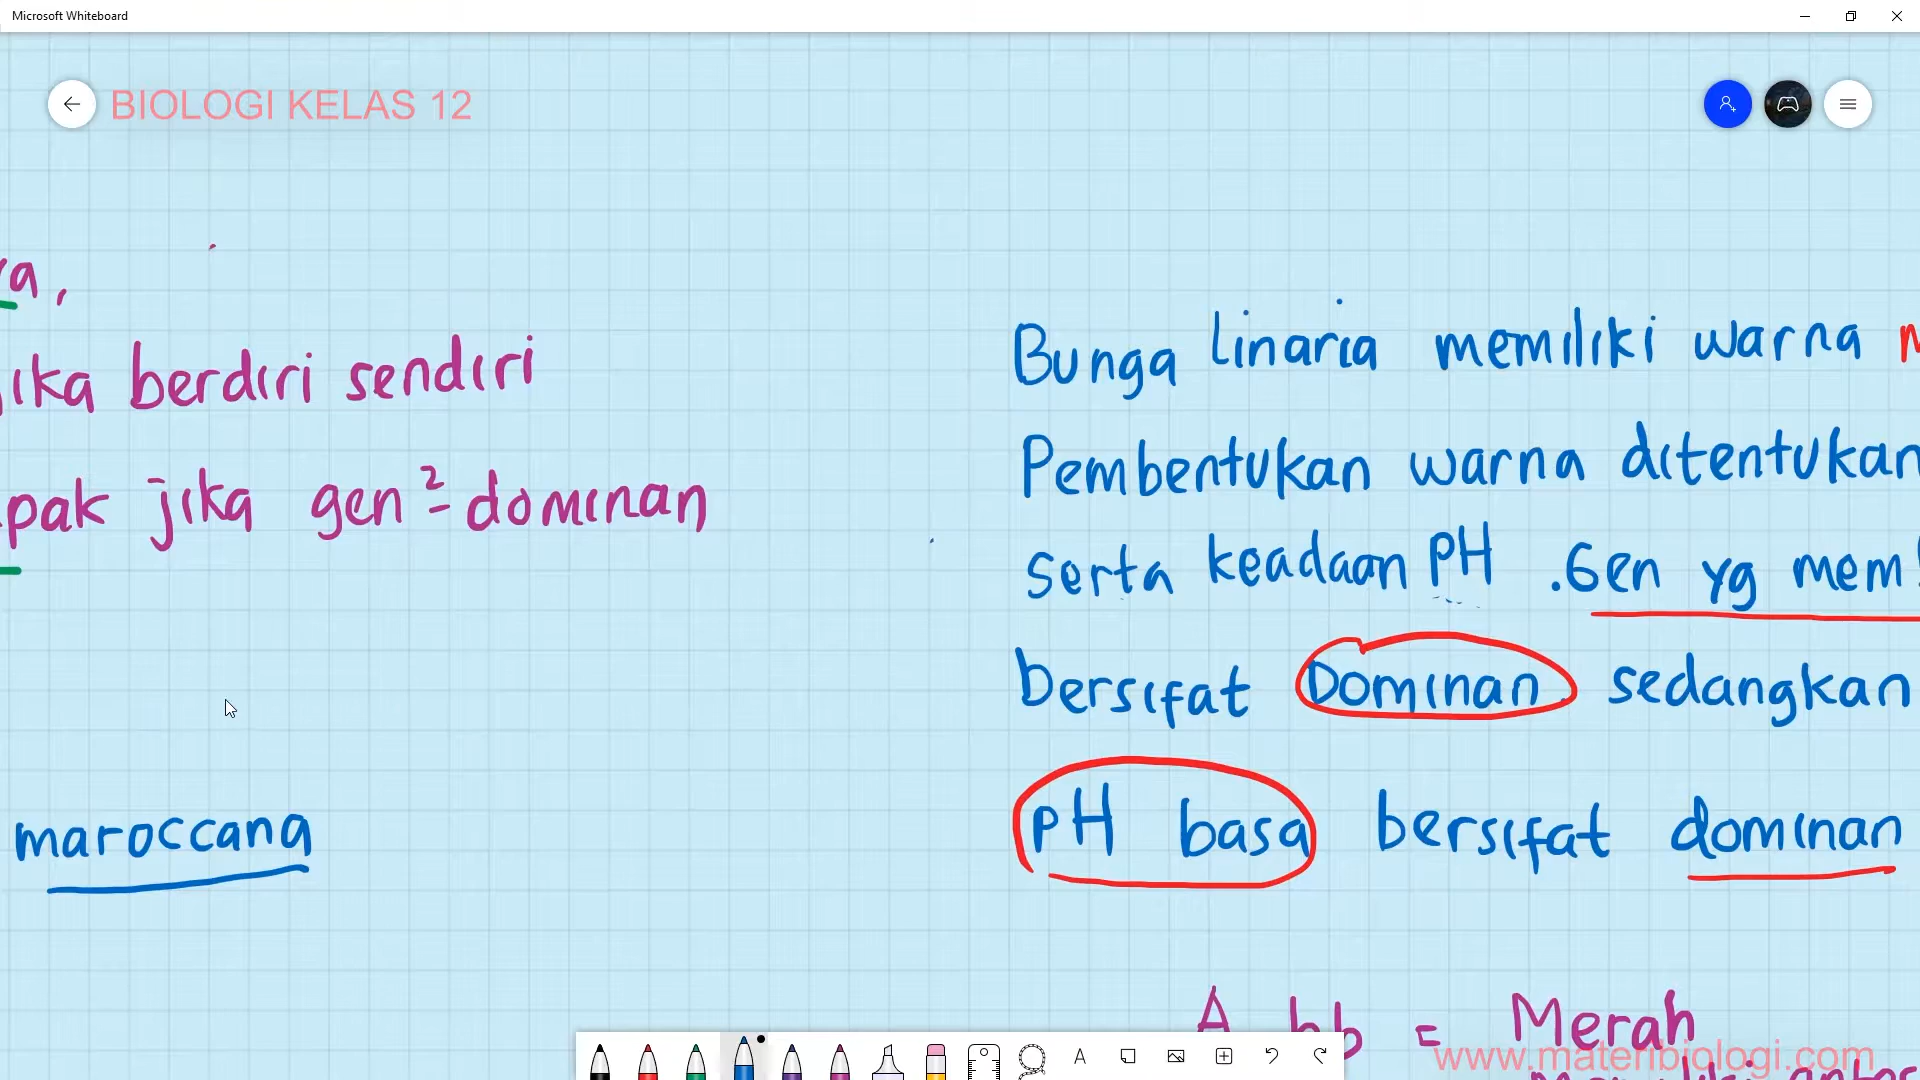 Microsoft Whiteboard
BIOLOGI KELAS 12
jika berdiri sendiri
pak jika gen²-dominan
maroccana
Bunga Linaria memiliki warna
Pembentukan warna ditentukan
serta keadaan PH . Gen yg mem
bersifat Dominan sedangkan
pH basa bersifat dominan
A bb = Merah
www.materibiologi.com